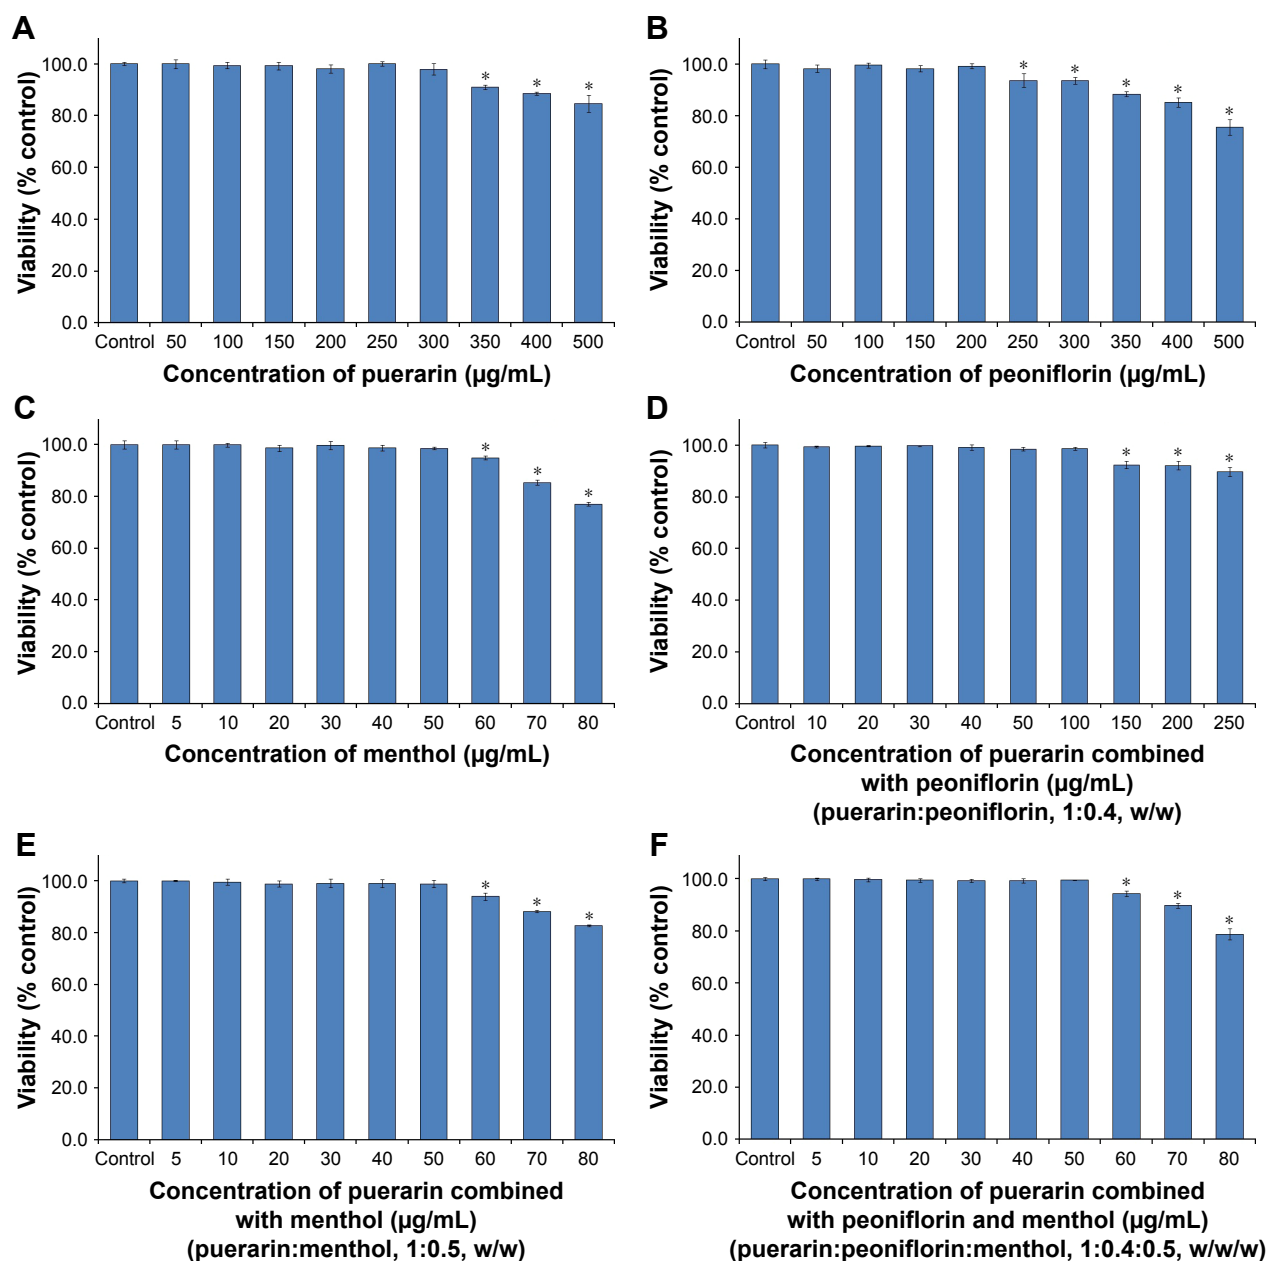 A
Viability (% control)
100.0
80.0
60.0
40.0
20.0
0.0
* * *
Control 50 100 150 200 250 300 350 400 500
Concentration of puerarin (µg/mL)
B
Viability (% control)
100.0
80.0
60.0
40.0
20.0
0.0
* * * * *
Control 50 100 150 200 250 300 350 400 500
Concentration of peoniflorin (µg/mL)
C
Viability (% control)
100.0
80.0
60.0
40.0
20.0
0.0
* * *
Control 5 10 20 30 40 50 60 70 80
Concentration of menthol (µg/mL)
D
Viability (% control)
100.0
80.0
60.0
40.0
20.0
0.0
* * *
Control 10 20 30 40 50 100 150 200 250
Concentration of puerarin combined
with peoniflorin (µg/mL)
(puerarin:peoniflorin, 1:0.4, w/w)
E
Viability (% control)
100.0
80.0
60.0
40.0
20.0
0.0
* * *
Control 5 10 20 30 40 50 60 70 80
Concentration of puerarin combined
with menthol (µg/mL)
(puerarin:menthol, 1:0.5, w/w)
F
Viability (% control)
100.0
80.0
60.0
40.0
20.0
0.0
* * *
Control 5 10 20 30 40 50 60 70 80
Concentration of puerarin combined
with peoniflorin and menthol (µg/mL)
(puerarin:peoniflorin:menthol, 1:0.4:0.5, w/w/w)